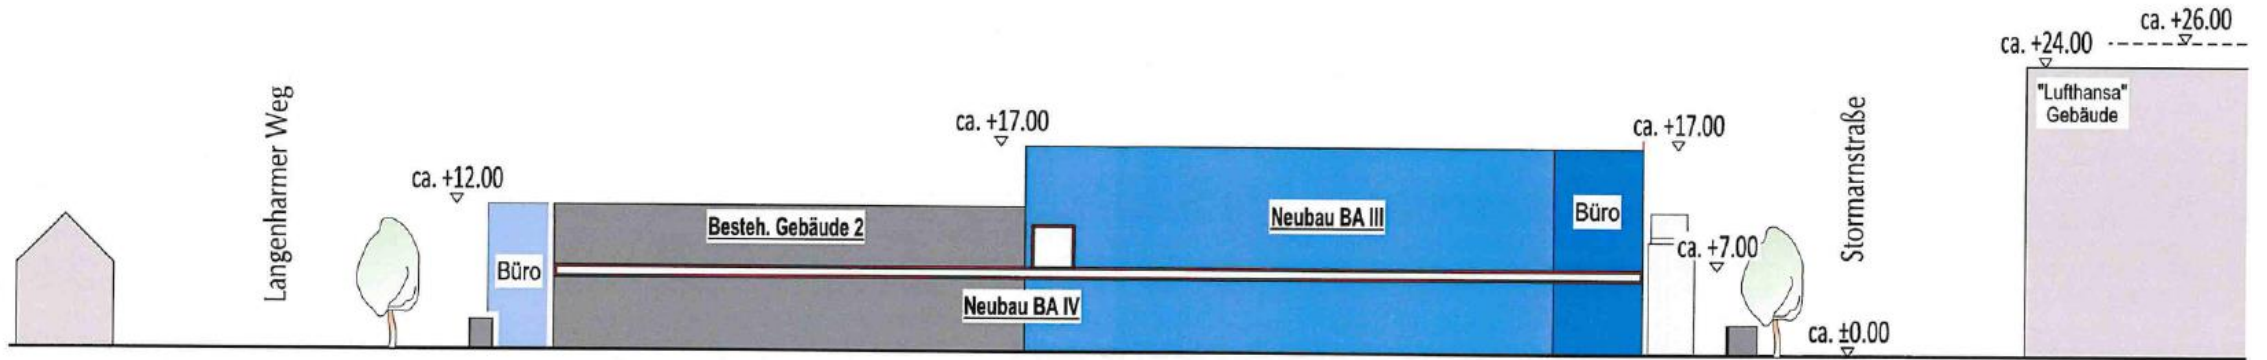 Langenharmer Weg
ca. +12.00
Büro
Besteh. Gebäude 2
ca. +17.00
Neubau BA IV
Neubau BA III
Büro
ca. +17.00
ca. +7.00
Stormarnstraße
ca. ±0.00
ca. +24.00
ca. +26.00
"Lufthansa"
Gebäude